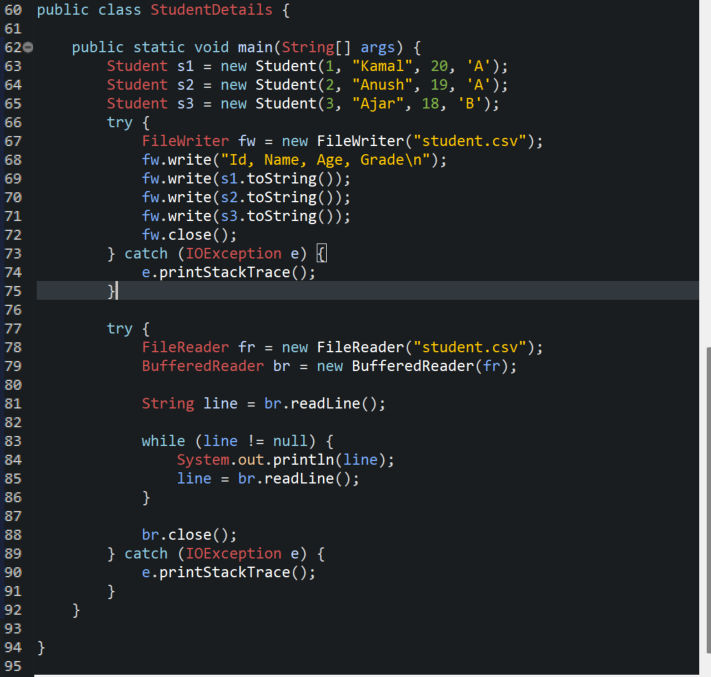 60 public class StudentDetails {
61
62 public static void main(String[] args) {
63 Student s1 = new Student(1, "Kamal", 20, 'A');
64 Student s2 = new Student(2, "Anush", 19, 'A');
65 Student s3 = new Student(3, "Ajar", 18, 'B');
66 try {
67 FileWriter fw = new FileWriter("student.csv");
68 fw.write("Id, Name, Age, Grade\n");
69 fw.write(s1.toString());
70 fw.write(s2.toString());
71 fw.write(s3.toString());
72 fw.close();
73 } catch (IOException e) {
74 e.printStackTrace();
75 }
76
77 try {
78 FileReader fr = new FileReader("student.csv");
79 BufferedReader br = new BufferedReader(fr);
80
81 String line = br.readLine();
82
83 while (line != null) {
84 System.out.println(line);
85 line = br.readLine();
86 }
87
88 br.close();
89 } catch (IOException e) {
90 e.printStackTrace();
91 }
92 }
93
94 }
95